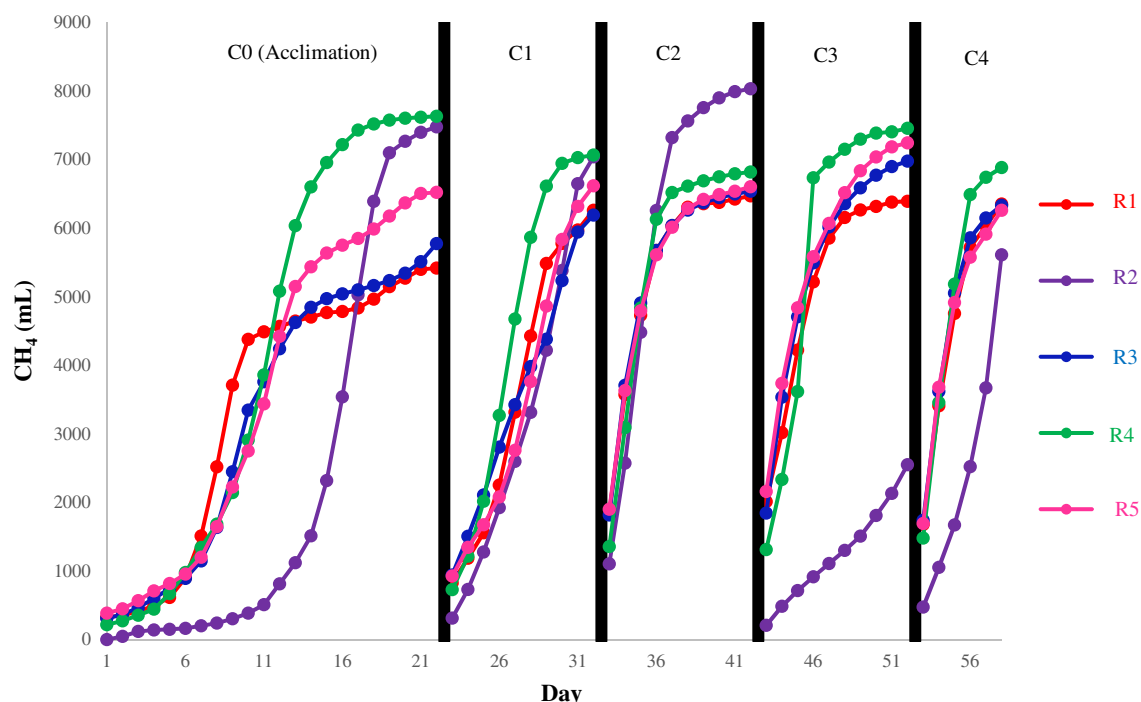 9000
8000
7000
6000
5000
4000
3000
2000
1000
0
CH4 (mL)
C0 (Acclimation)
C1
C2
C3
C4
R1
R2
R3
R4
R5
1 6 11 16 21 26 31 36 41 46 51 56
Day